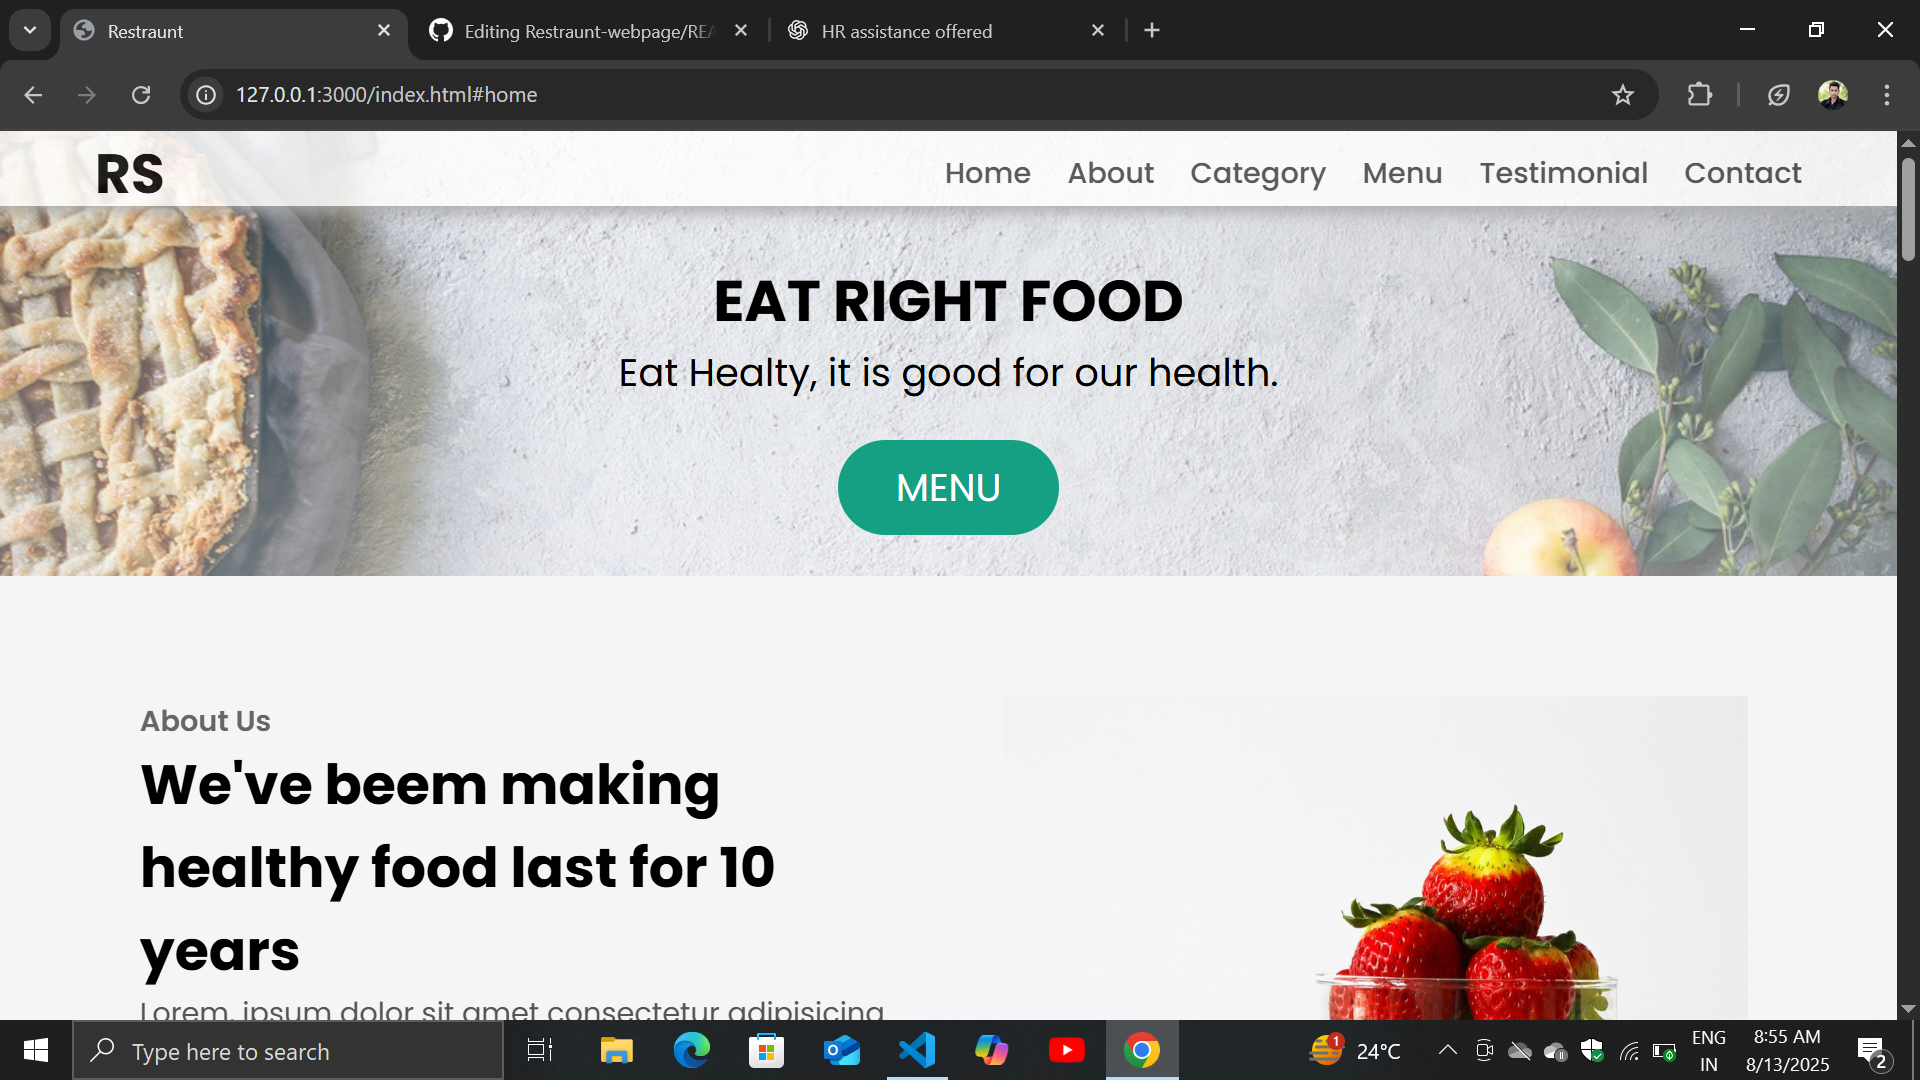 Restraunt
Editing Restraunt-webpage/REA
HR assistance offered
127.0.0.1:3000/index.html#home
RS
Home About Category Menu Testimonial Contact
EAT RIGHT FOOD
Eat Healty, it is good for our health.
MENU
About Us
We've beem making
healthy food last for 10
years
Lorem, ipsum dolor sit amet consectetur adipisicing
Type here to search
1
24°C
ENG
IN
8:55 AM
8/13/2025
2